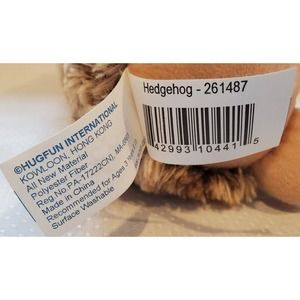 Hedgehog - 261487
42993 10441 5
©HUGFUN INTERNATIONAL
KOWLOON, HONG KONG
All New Material
Polyester Fiber
Reg.No.PA-17222(CN),
Made in China
Recommended for Ages 3
Surface Washable